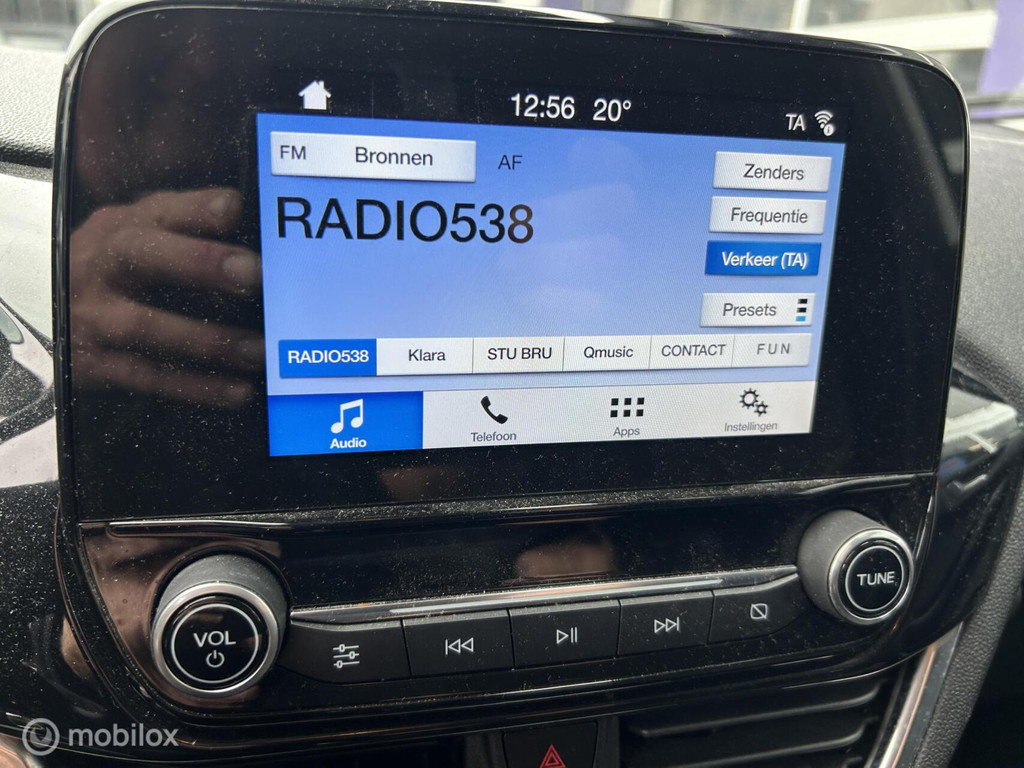 12:56 20°
TA
FM Bronnen AF
Zenders
RADIO538
Frequentie
Verkeer (TA)
Presets
RADIO538 Klara STU BRU Qmusic CONTACT F U N
Audio Telefoon Apps Instellingen
VOL
TUNE
mobilox